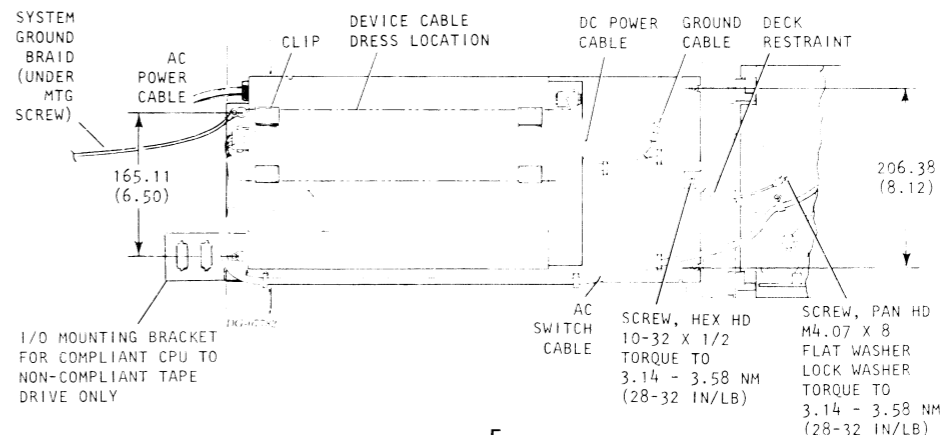 SYSTEM
GROUND
BRAID
(UNDER
MTG
SCREW)
AC
POWER
CABLE
CLIP
DEVICE CABLE
DRESS LOCATION
DC POWER
CABLE
GROUND
CABLE
DECK
RESTRAINT
165.11
(6.50)
206.38
(8.12)
I/O MOUNTING BRACKET
FOR COMPLIANT CPU TO
NON-COMPLIANT TAPE
DRIVE ONLY
AC
SWITCH
CABLE
SCREW, HEX HD
10-32 X 1/2
TORQUE TO
3.14 - 3.58 NM
(28-32 IN/LB)
SCREW, PAN HD
M4.07 X 8
FLAT WASHER
LOCK WASHER
TORQUE TO
3.14 - 3.58 NM
(28-32 IN/LB)